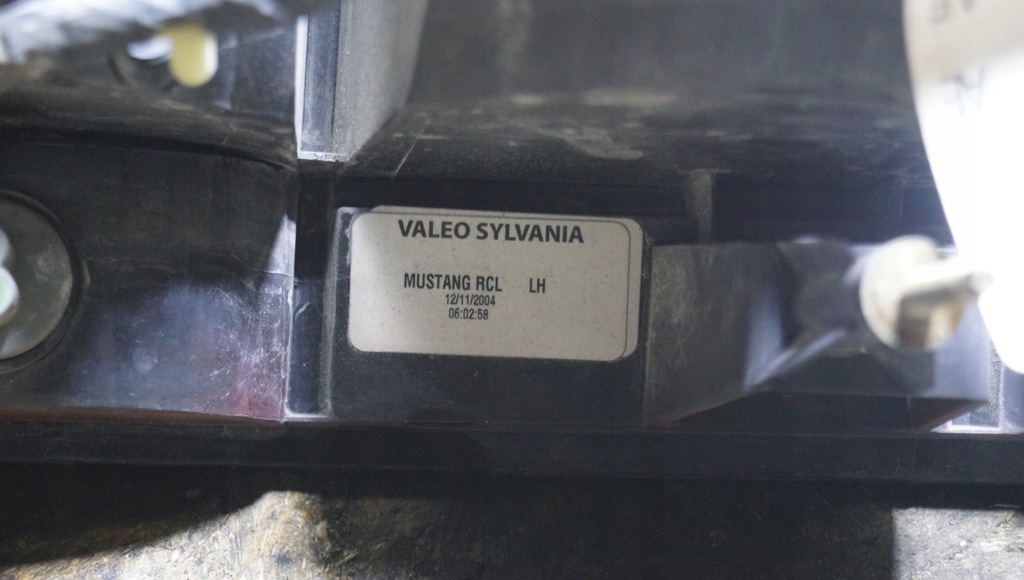 VALEO SYLVANIA
MUSTANG RCL LH
12/11/2004
06:02:58